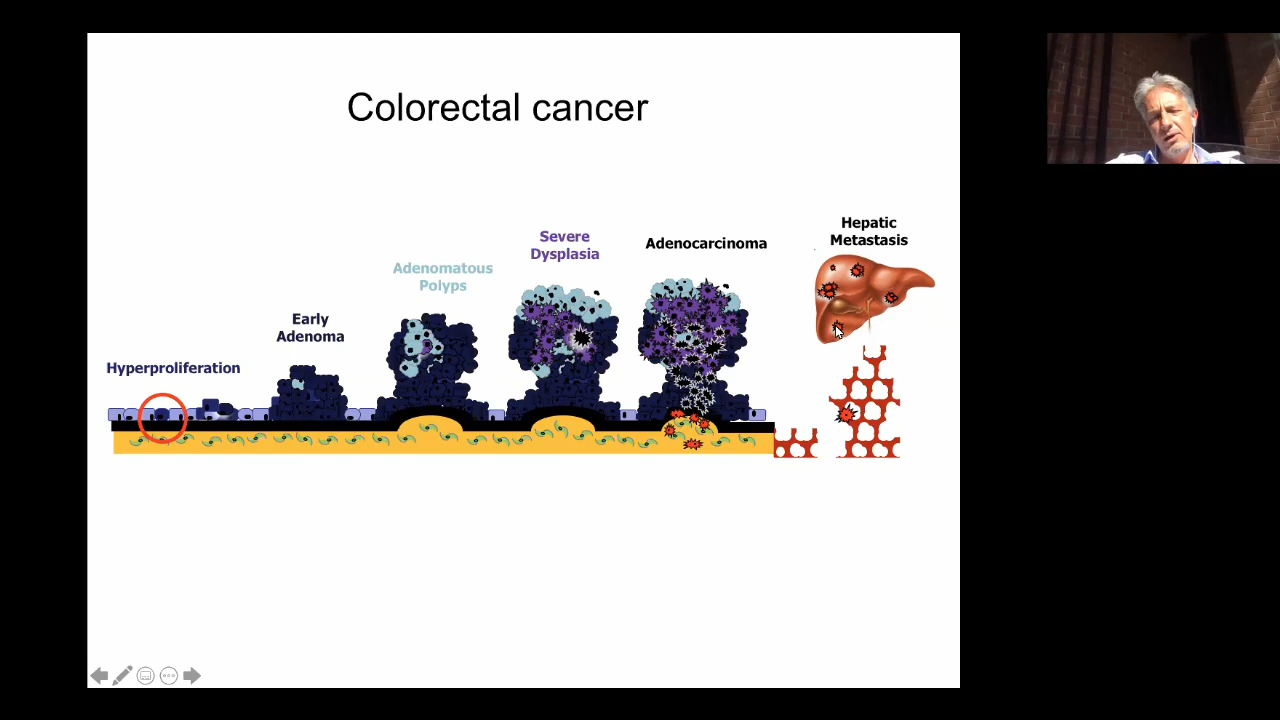 Colorectal cancer
Hyperproliferation
Early
Adenoma
Adenomatous
Polyps
Severe
Dysplasia
Adenocarcinoma
Hepatic
Metastasis